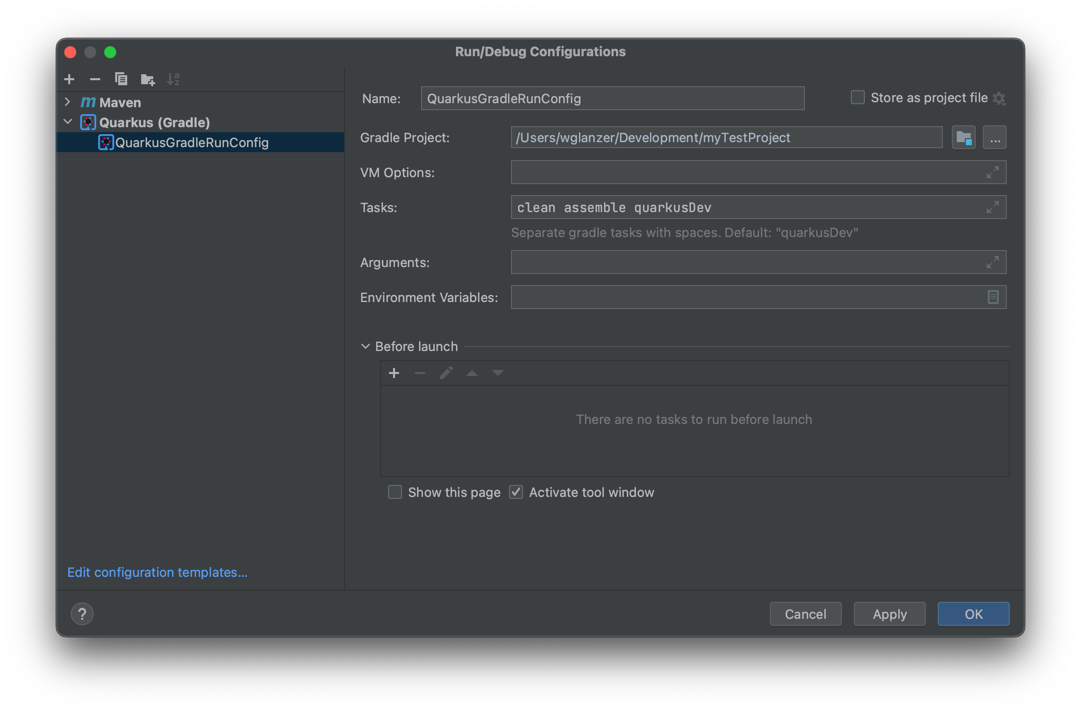 Run/Debug Configurations
Maven
Quarkus (Gradle)
QuarkusGradleRunConfig
Edit configuration templates...
Name: QuarkusGradleRunConfig Store as project file
Gradle Project: /Users/wglanzer/Development/myTestProject ...
VM Options:
Tasks: clean assemble quarkusDev
Separate gradle tasks with spaces. Default: "quarkusDev"
Arguments:
Environment Variables:
Before launch
There are no tasks to run before launch
Show this page Activate tool window
? Cancel Apply OK